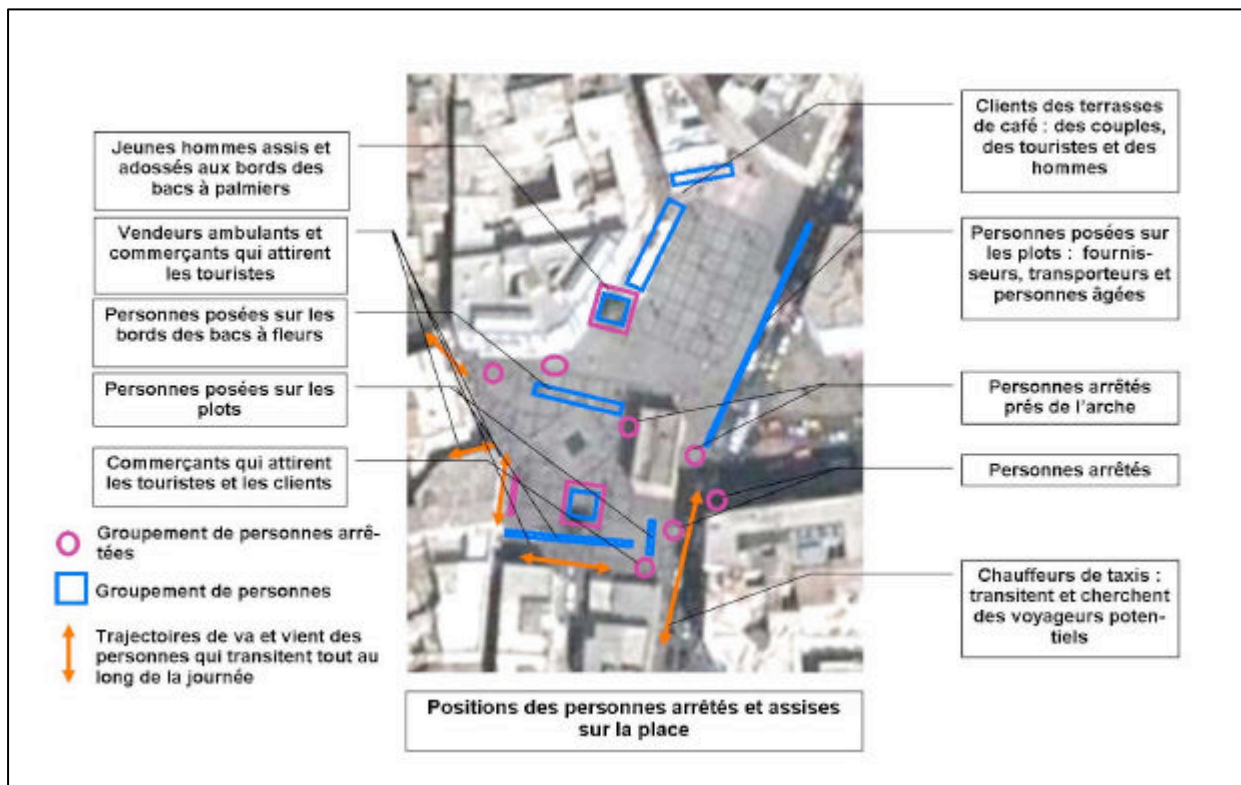 Jeunes hommes assis et
adossés aux bords des
bacs à palmiers
Vendeurs ambulants et
commerçants qui attirent
les touristes
Personnes posées sur les
bords des bacs à fleurs
Personnes posées sur les
plots
Commerçants qui attirent
les touristes et les clients
Groupement de personnes arrê-
tées
Groupement de personnes
Trajectoires de va et vient des
personnes qui transitent tout au
long de la journée
Clients des terrasses
de café : des couples,
des touristes et des
hommes
Personnes posées sur
les plots : fournis-
seurs, transporteurs et
personnes âgées
Personnes arrêtés
prés de l'arche
Personnes arrêtés
Chauffeurs de taxis :
transitent et cherchent
des voyageurs poten-
tiels
Positions des personnes arrêtés et assises
sur la place